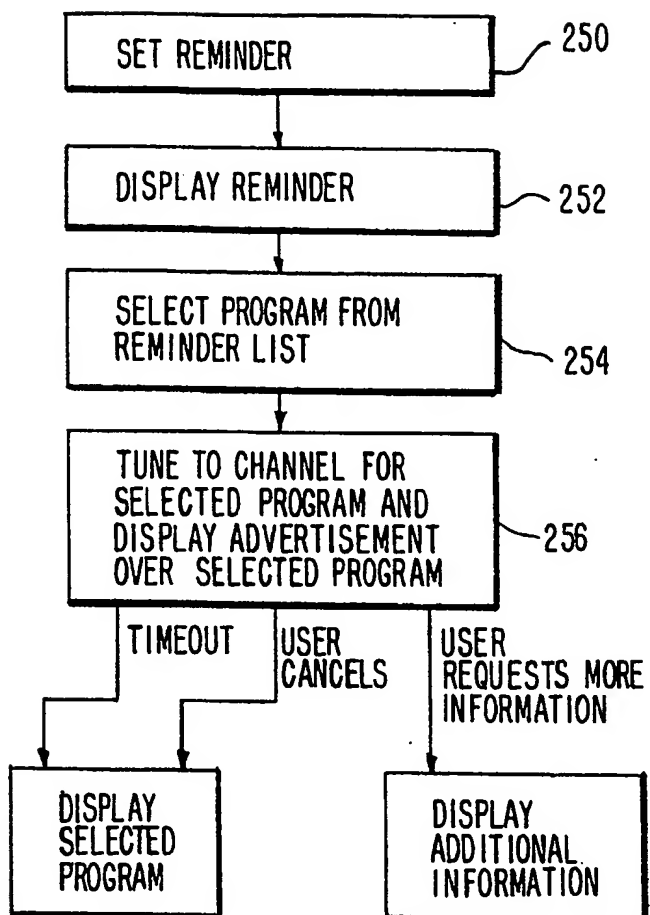 SET REMINDER
250
DISPLAY REMINDER
252
SELECT PROGRAM FROM
REMINDER LIST
254
TUNE TO CHANNEL FOR
SELECTED PROGRAM AND
DISPLAY ADVERTISEMENT
OVER SELECTED PROGRAM
256
TIMEOUT
USER
CANCELS
USER
REQUESTS MORE
INFORMATION
DISPLAY
SELECTED
PROGRAM
DISPLAY
ADDITIONAL
INFORMATION